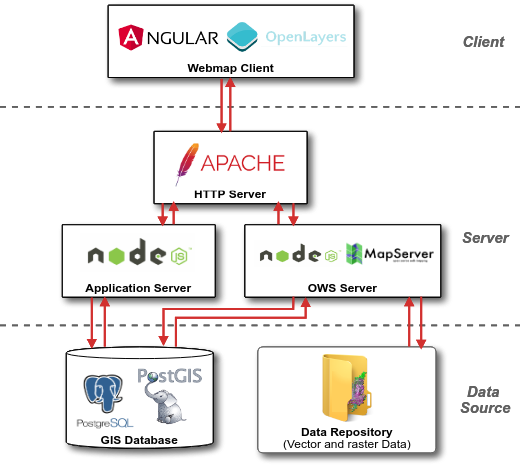 ANGULAR OpenLayers
Webmap Client
Client
APACHE
HTTP Server
node JS
Application Server
node JS MapServer
OWS Server
Server
PostgreSQL
PostGIS
GIS Database
Data Repository
(Vector and raster Data)
Data
Source